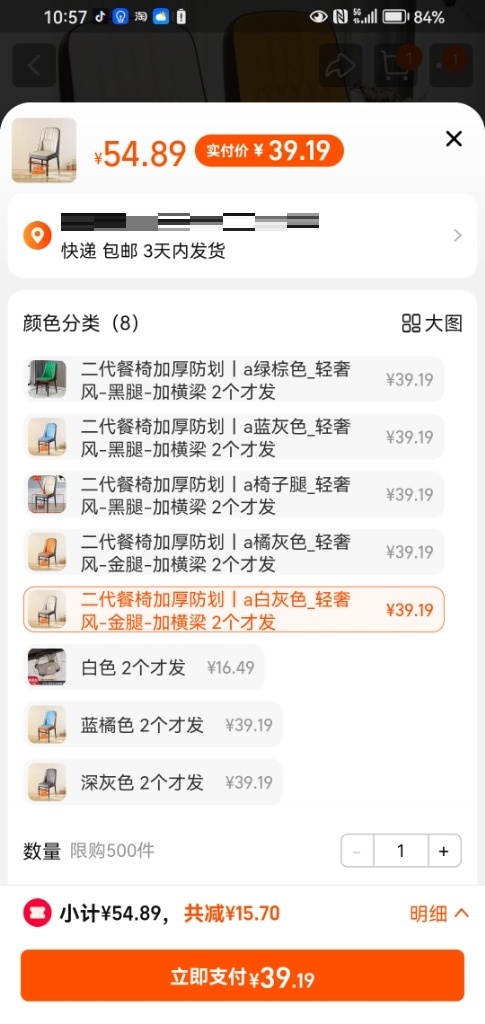 10:57
淘
5G
84%
1
1
¥54.89 实付价 ¥ 39.19
快递 包邮 3天内发货
颜色分类（8）
大图
二代餐椅加厚防划丨a绿棕色_轻奢
风-黑腿-加横梁 2个才发
¥39.19
二代餐椅加厚防划丨a蓝灰色_轻奢
风-黑腿-加横梁 2个才发
¥39.19
二代餐椅加厚防划丨a椅子腿_轻奢
风-黑腿-加横梁 2个才发
¥39.19
二代餐椅加厚防划丨a橘灰色_轻奢
风-金腿-加横梁 2个才发
¥39.19
二代餐椅加厚防划丨a白灰色_轻奢
风-金腿-加横梁 2个才发
¥39.19
白色 2个才发 ¥16.49
蓝橘色 2个才发 ¥39.19
深灰色 2个才发 ¥39.19
数量 限购500件
- 1 +
小计¥54.89，共减¥15.70
明细
立即支付¥39.19